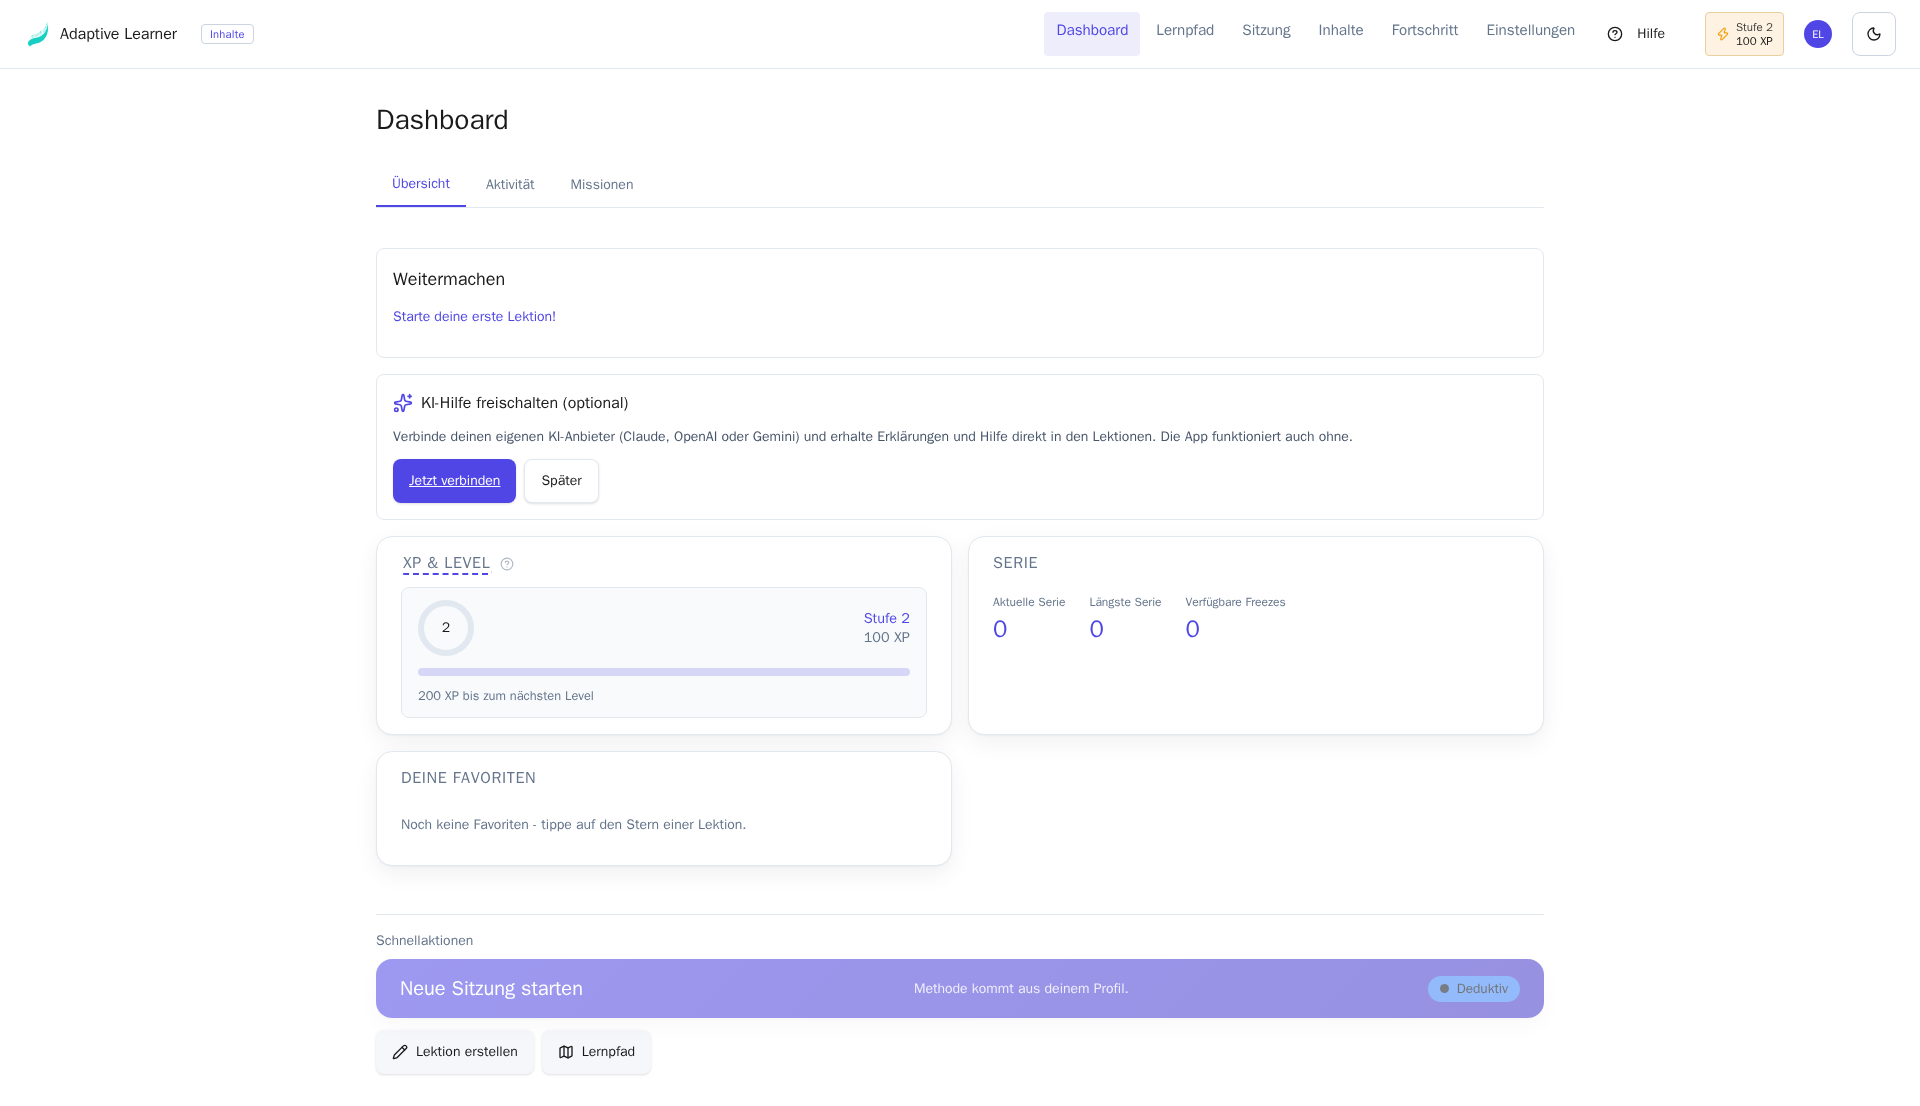 Adaptive Learner
Inhalte
Dashboard
Lernpfad
Sitzung
Inhalte
Fortschritt
Einstellungen
Hilfe
Stufe 2
100 XP
EL
Dashboard
Übersicht
Aktivität
Missionen
Weitermachen
Starte deine erste Lektion!
KI-Hilfe freischalten (optional)
Verbinde deinen eigenen KI-Anbieter (Claude, OpenAI oder Gemini) und erhalte Erklärungen und Hilfe direkt in den Lektionen. Die App funktioniert auch ohne.
Jetzt verbinden
Später
XP & LEVEL
2
Stufe 2
100 XP
200 XP bis zum nächsten Level
SERIE
Aktuelle Serie
0
Längste Serie
0
Verfügbare Freezes
0
DEINE FAVORITEN
Noch keine Favoriten - tippe auf den Stern einer Lektion.
Schnellaktionen
Neue Sitzung starten
Methode kommt aus deinem Profil.
Deduktiv
Lektion erstellen
Lernpfad